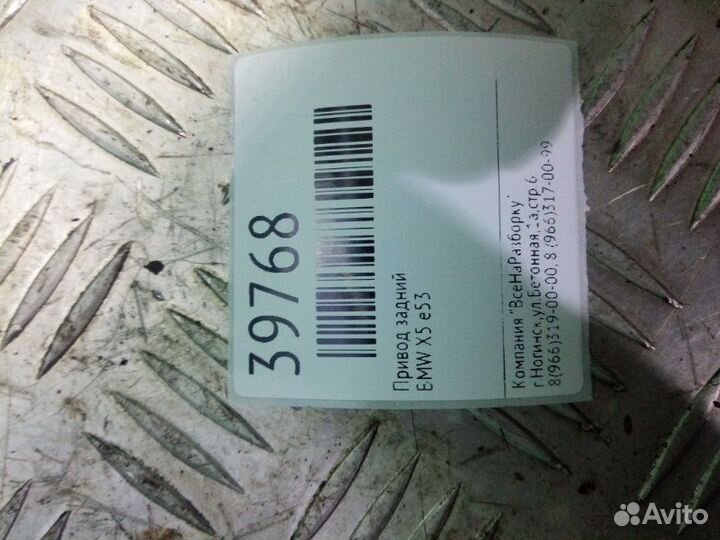 39768
Привод задний
BMW X5 e53
Компания "ВсеНаРазборку"
г Ногинск,ул.Бетонная,1а,стр.6
8(966)319-00-00, 8 (966)317-00-99
Avito